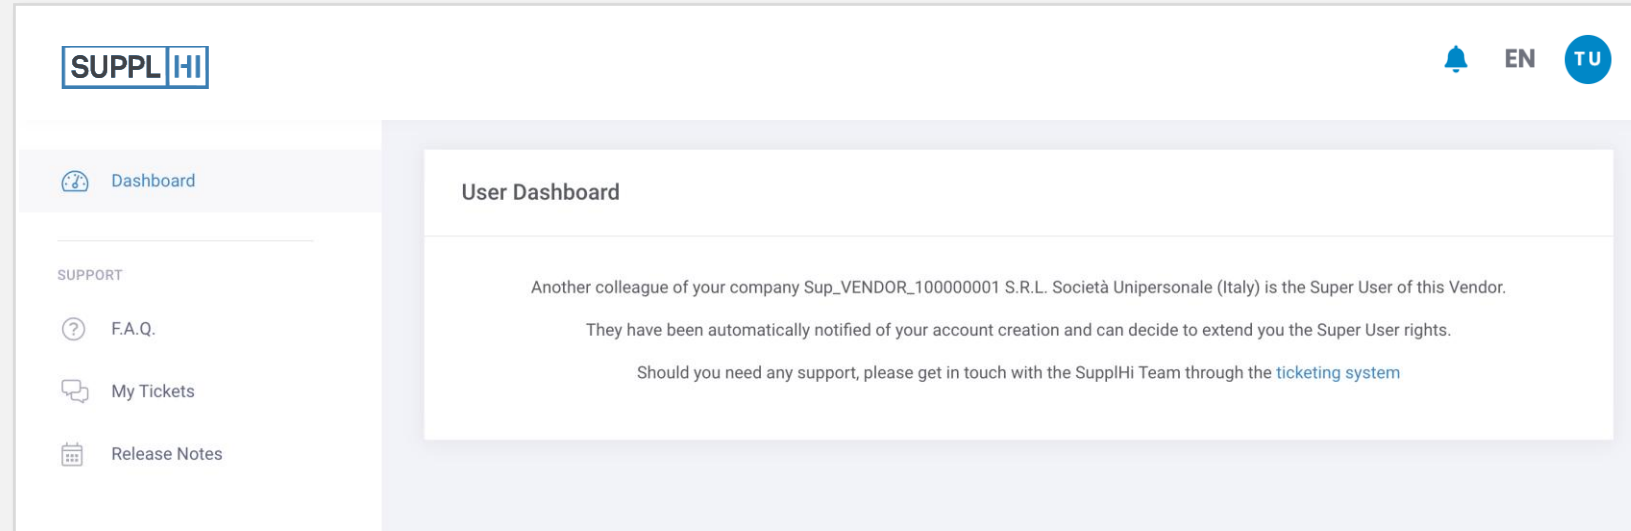 SUPPLHI
EN
TU
Dashboard
SUPPORT
F.A.Q.
My Tickets
Release Notes
User Dashboard
Another colleague of your company Sup_VENDOR_100000001 S.R.L. Società Unipersonale (Italy) is the Super User of this Vendor.
They have been automatically notified of your account creation and can decide to extend you the Super User rights.
Should you need any support, please get in touch with the SupplHi Team through the ticketing system